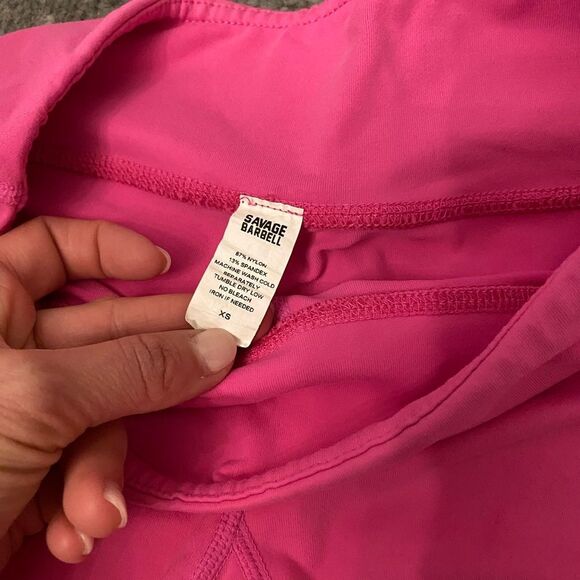 SAVAGE
BARBELL
87% NYLON
13% SPANDEX
MACHINE WASH COLD
SEPARATELY
TUMBLE DRY LOW
NO BLEACH
IRON IF NEEDED
XS